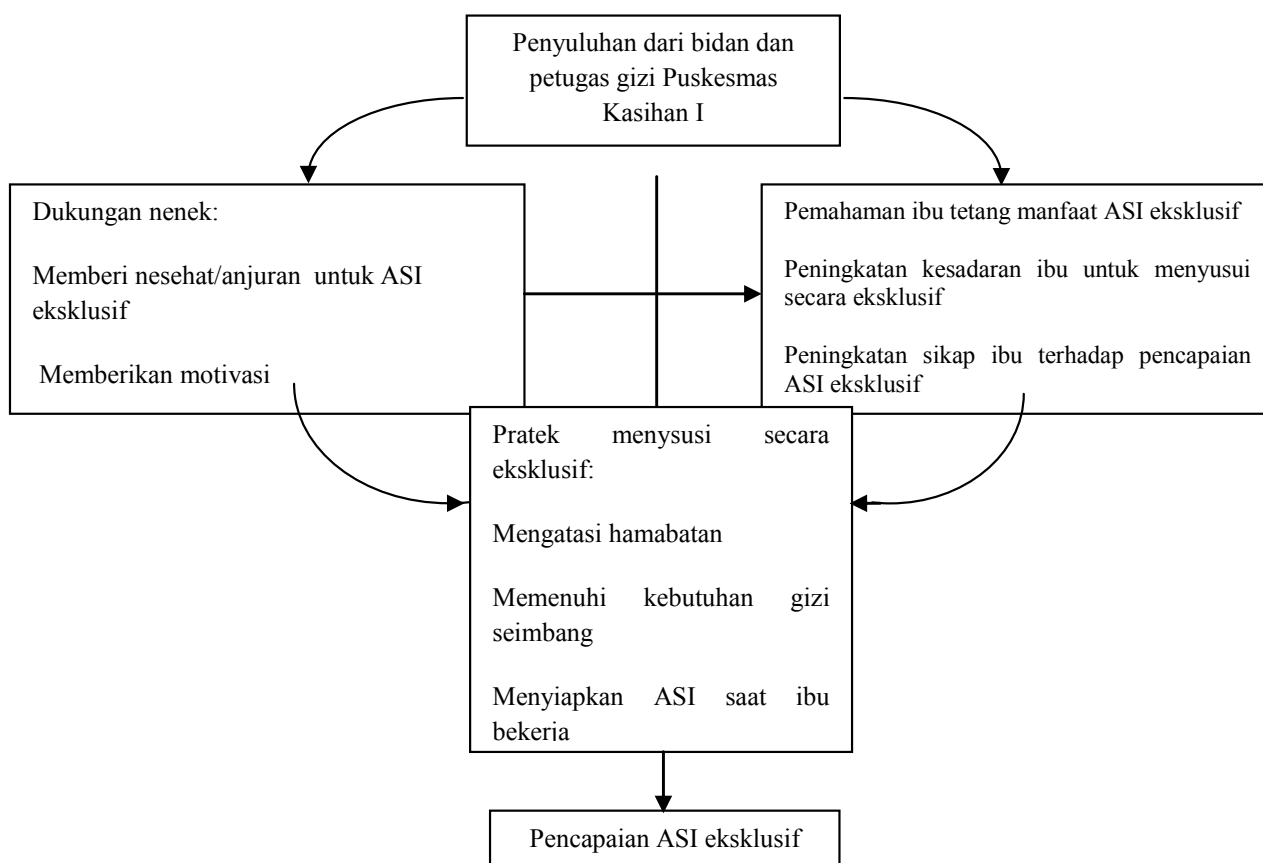 Penyuluhan dari bidan dan
petugas gizi Puskesmas
Kasihan I
Dukungan nenek:
Memberi nesehat/anjuran untuk ASI
eksklusif
Memberikan motivasi
Pemahaman ibu tetang manfaat ASI eksklusif
Peningkatan kesadaran ibu untuk menyusui
secara eksklusif
Peningkatan sikap ibu terhadap pencapaian
ASI eksklusif
Pratek menysusi secara
eksklusif:
Mengatasi hamabatan
Memenuhi kebutuhan gizi
seimbang
Menyiapkan ASI saat ibu
bekerja
Pencapaian ASI eksklusif